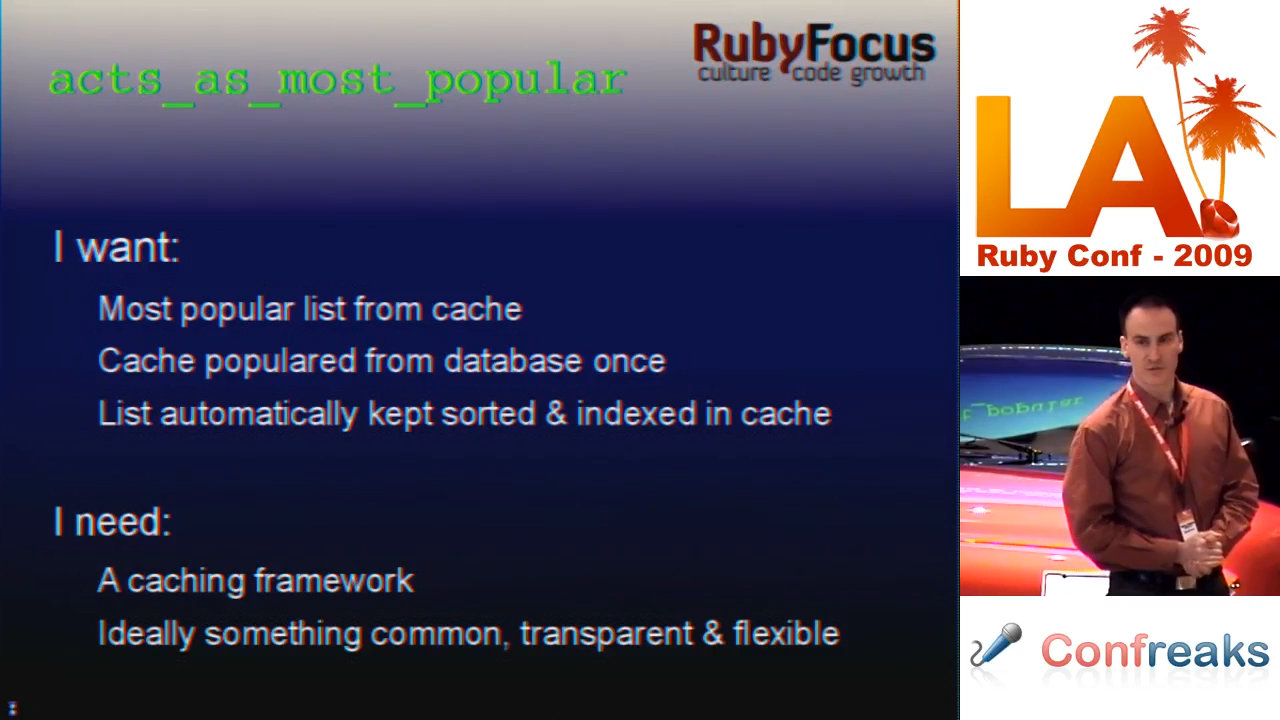 acts_as_most_popular
RubyFocus
culture code growth
I want:
Most popular list from cache
Cache populared from database once
List automatically kept sorted & indexed in cache
I need:
A caching framework
Ideally something common, transparent & flexible
LA
Ruby Conf - 2009
Confreaks